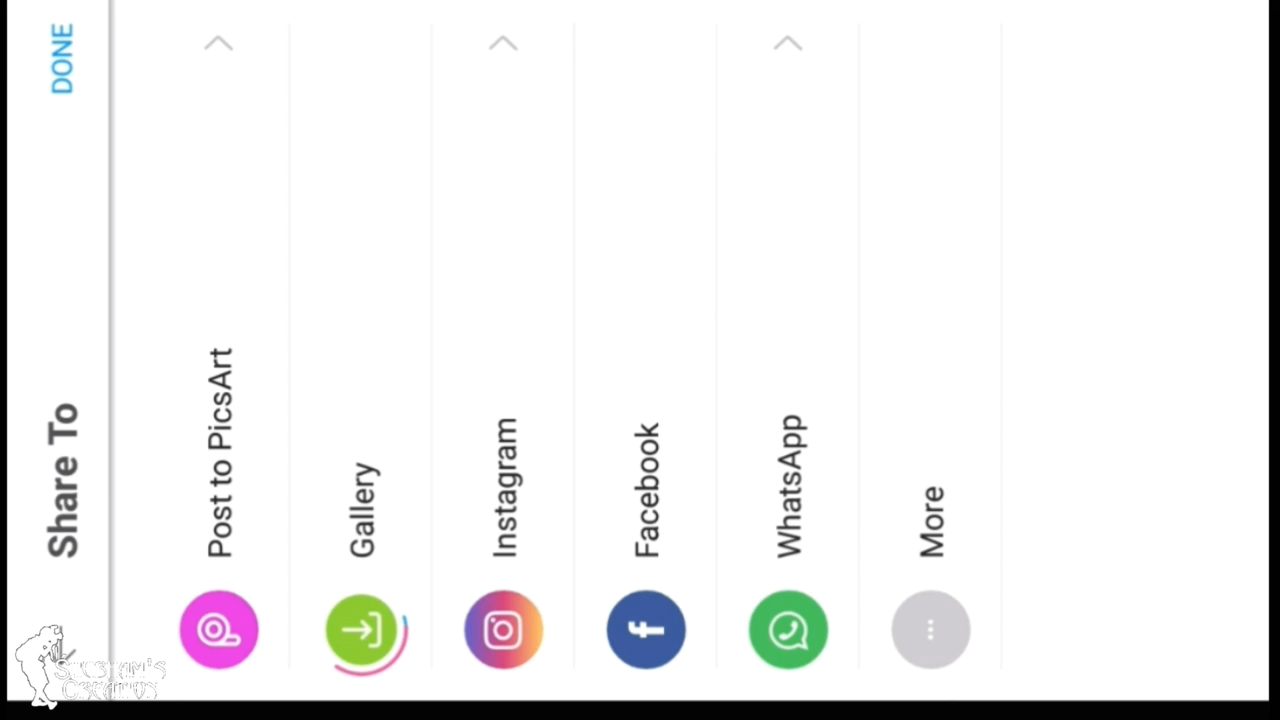 Share To
DONE
Post to PicsArt
Gallery
Instagram
Facebook
WhatsApp
More